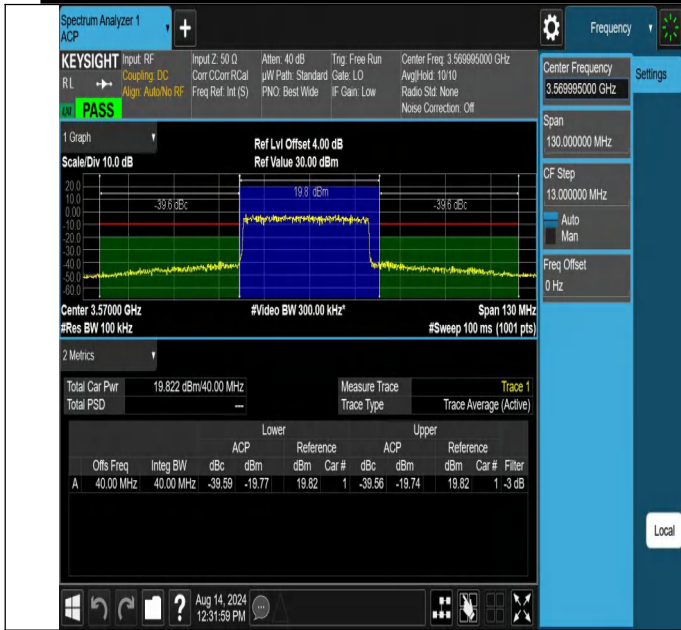 Spectrum Analyzer 1
ACP
+
Frequency
KEYSIGHT
RL
PASS
Input: RF
Coupling: DC
Align: Auto/No RF
Input Z: 50 Ω
Corr CCorr RCal
Freq Ref: Int (S)
Atten: 40 dB
µW Path: Standard
PNO: Best Wide
Trig: Free Run
Gate: LO
IF Gain: Low
Center Freq: 3.569995000 GHz
Avg|Hold: 10/10
Radio Std: None
Noise Correction: Off
Center Frequency
3.569995000 GHz
Settings
Span
130.000000 MHz
CF Step
13.000000 MHz
Auto
Man
Freq Offset
0 Hz
1 Graph
Scale/Div 10.0 dB
Ref Lvl Offset 4.00 dB
Ref Value 30.00 dBm
20.0
10.0
0.00
-10.0
-20.0
-30.0
-40.0
-50.0
-60.0
-39.6 dBc
19.8 dBm
-39.6 dBc
Center 3.57000 GHz
#Video BW 300.00 kHz*
Span 130 MHz
#Res BW 100 kHz
#Sweep 100 ms (1001 pts)
2 Metrics
Total Car Pwr 19.822 dBm/40.00 MHz
Total PSD ---
Measure Trace Trace 1
Trace Type Trace Average (Active)
Lower Upper
ACP Reference ACP Reference
Offs Freq Integ BW dBc dBm dBm Car # dBc dBm dBm Car # Filter
A 40.00 MHz 40.00 MHz -39.59 -19.77 19.82 1 -39.56 -19.74 19.82 1 -3 dB
Local
?
Aug 14, 2024
12:31:59 PM